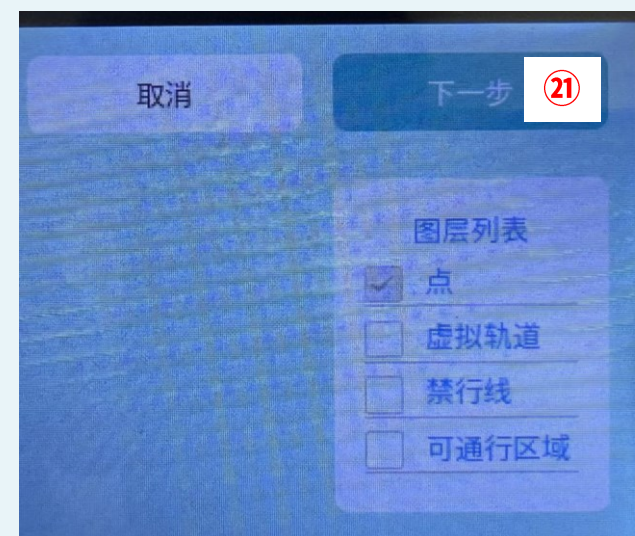 取消
下一步 ㉑
图层列表
点
虚拟轨道
禁行线
可通行区域